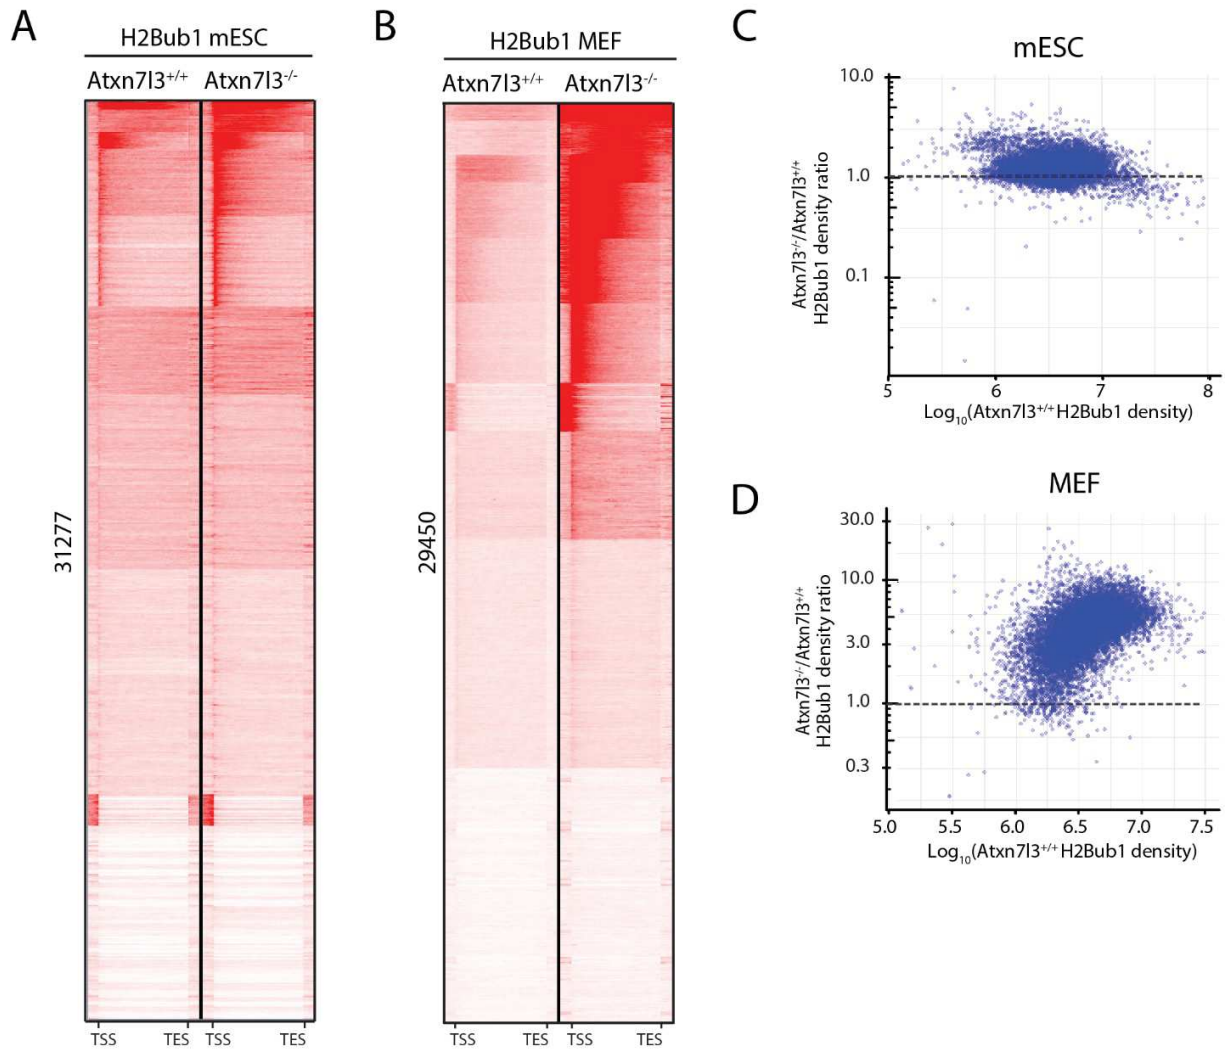 A
H2Bub1 mESC
Atxn7l3+/+ Atxn7l3-/-
31277
TSS TES TSS TES
B
H2Bub1 MEF
Atxn7l3+/+ Atxn7l3-/-
29450
TSS TES TSS TES
C
mESC
Atxn7l3-/-/Atxn7l3+/+
H2Bub1 density ratio
10.0
1.0
0.1
5 6 7 8
Log10(Atxn7l3+/+ H2Bub1 density)
D
MEF
Atxn7l3-/-/Atxn7l3+/+
H2Bub1 density ratio
30.0
10.0
3.0
1.0
0.3
5.0 5.5 6.0 6.5 7.0 7.5
Log10(Atxn7l3+/+ H2Bub1 density)